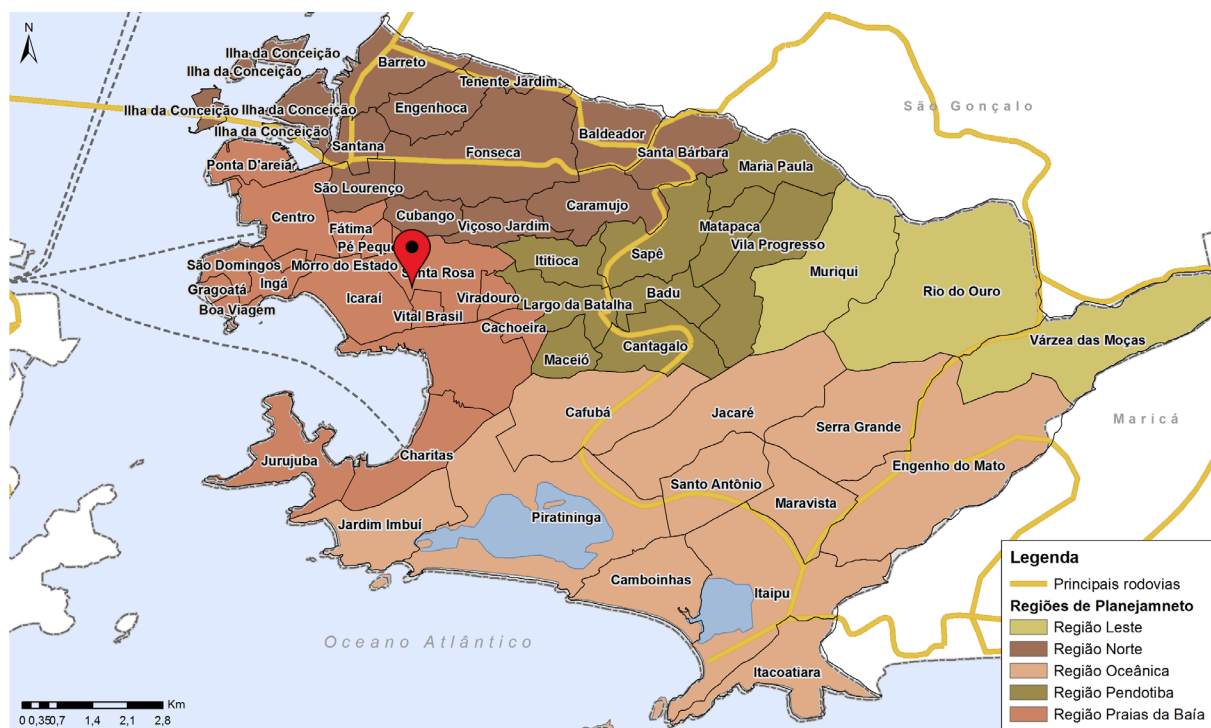 N
Ilha da Conceição
Barreto
Ilha da Conceição
Tenente Jardim
Ilha da Conceição
Ilha da Conceição
Engenhoca
São Gonçalo
Ilha da Conceição
Baldeador
Santana
Fonseca
Santa Bárbara
Ponta D'areia
Maria Paula
São Lourenço
Caramujo
Centro
Cubango
Viçoso Jardim
Fátima
Matapaca
Pé Peque
Vila Progresso
Sapê
Ititioca
São Domingos
Morro do Estado
Santa Rosa
Muriqui
Ingá
Gragoatá
Rio do Ouro
Icaraí
Viradouro
Badu
Largo da Batalha
Boa Viagem
Vital Brasil
Cachoeira
Várzea das Moças
Cantagalo
Maceió
Cafubá
Jacaré
Maricá
Serra Grande
Charitas
Jurujuba
Engenho do Mato
Santo Antônio
Maravista
Piratininga
Jardim Imbuí
Camboinhas
Itaipu
Oceano Atlântico
Itacoatiara
Legenda
Principais rodovias
Regiões de Planejamneto
Região Leste
Região Norte
Região Oceânica
Região Pendotiba
Região Praias da Baía
Km
0 0,350,7 1,4 2,1 2,8